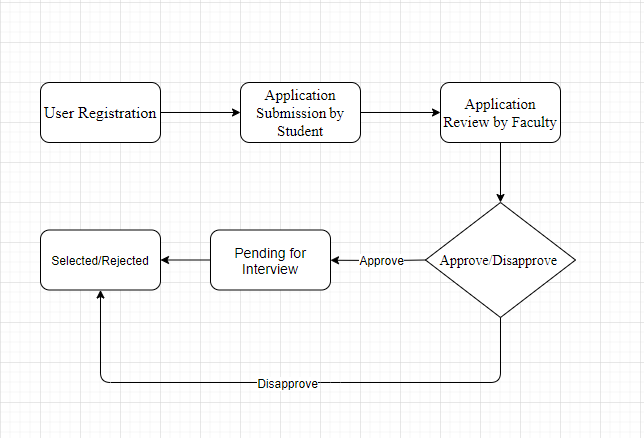 User Registration
Application
Submission by
Student
Application
Review by Faculty
Approve/Disapprove
Approve
Pending for
Interview
Selected/Rejected
Disapprove